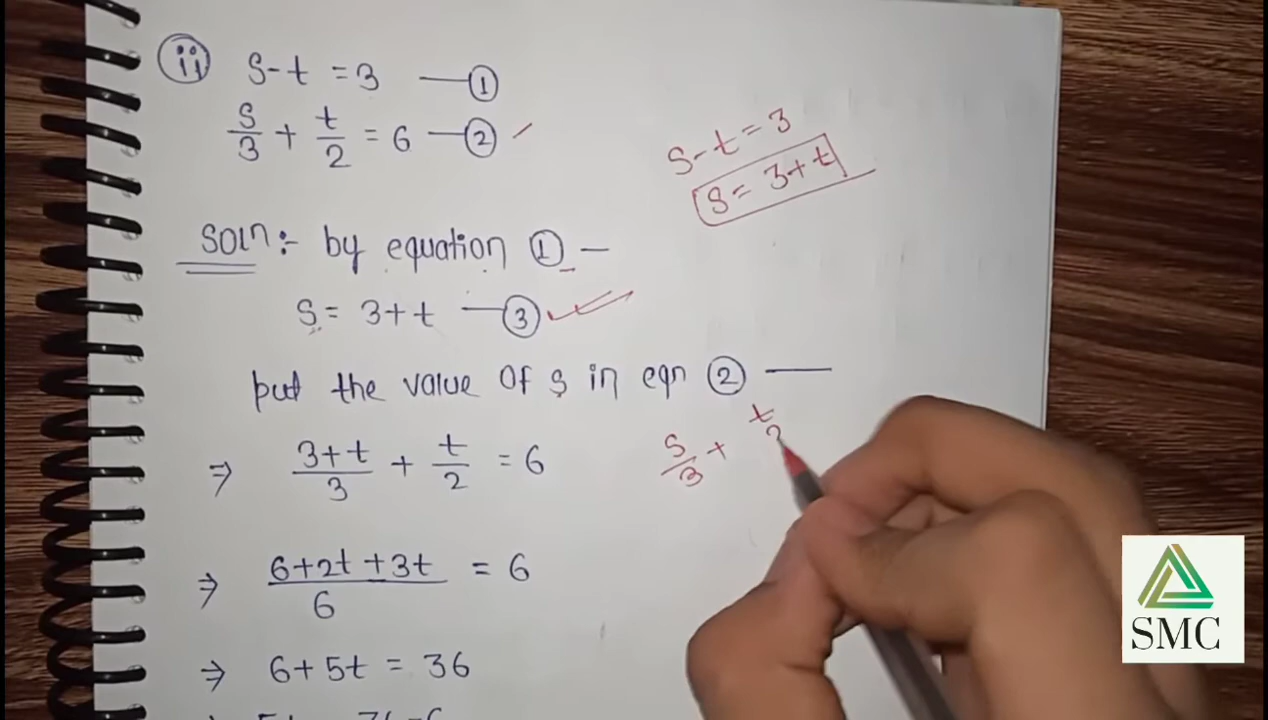 ii s-t = 3 — 1
s/3 + t/2 = 6 — 2
s-t = 3
s = 3+t
Soln:- by equation 1 —
s = 3+t — 3
put the value of s in eqn 2 —
⇒ 3+t/3 + t/2 = 6
s/3 + t
⇒ 6+2t+3t/6 = 6
⇒ 6+5t = 36
SMC